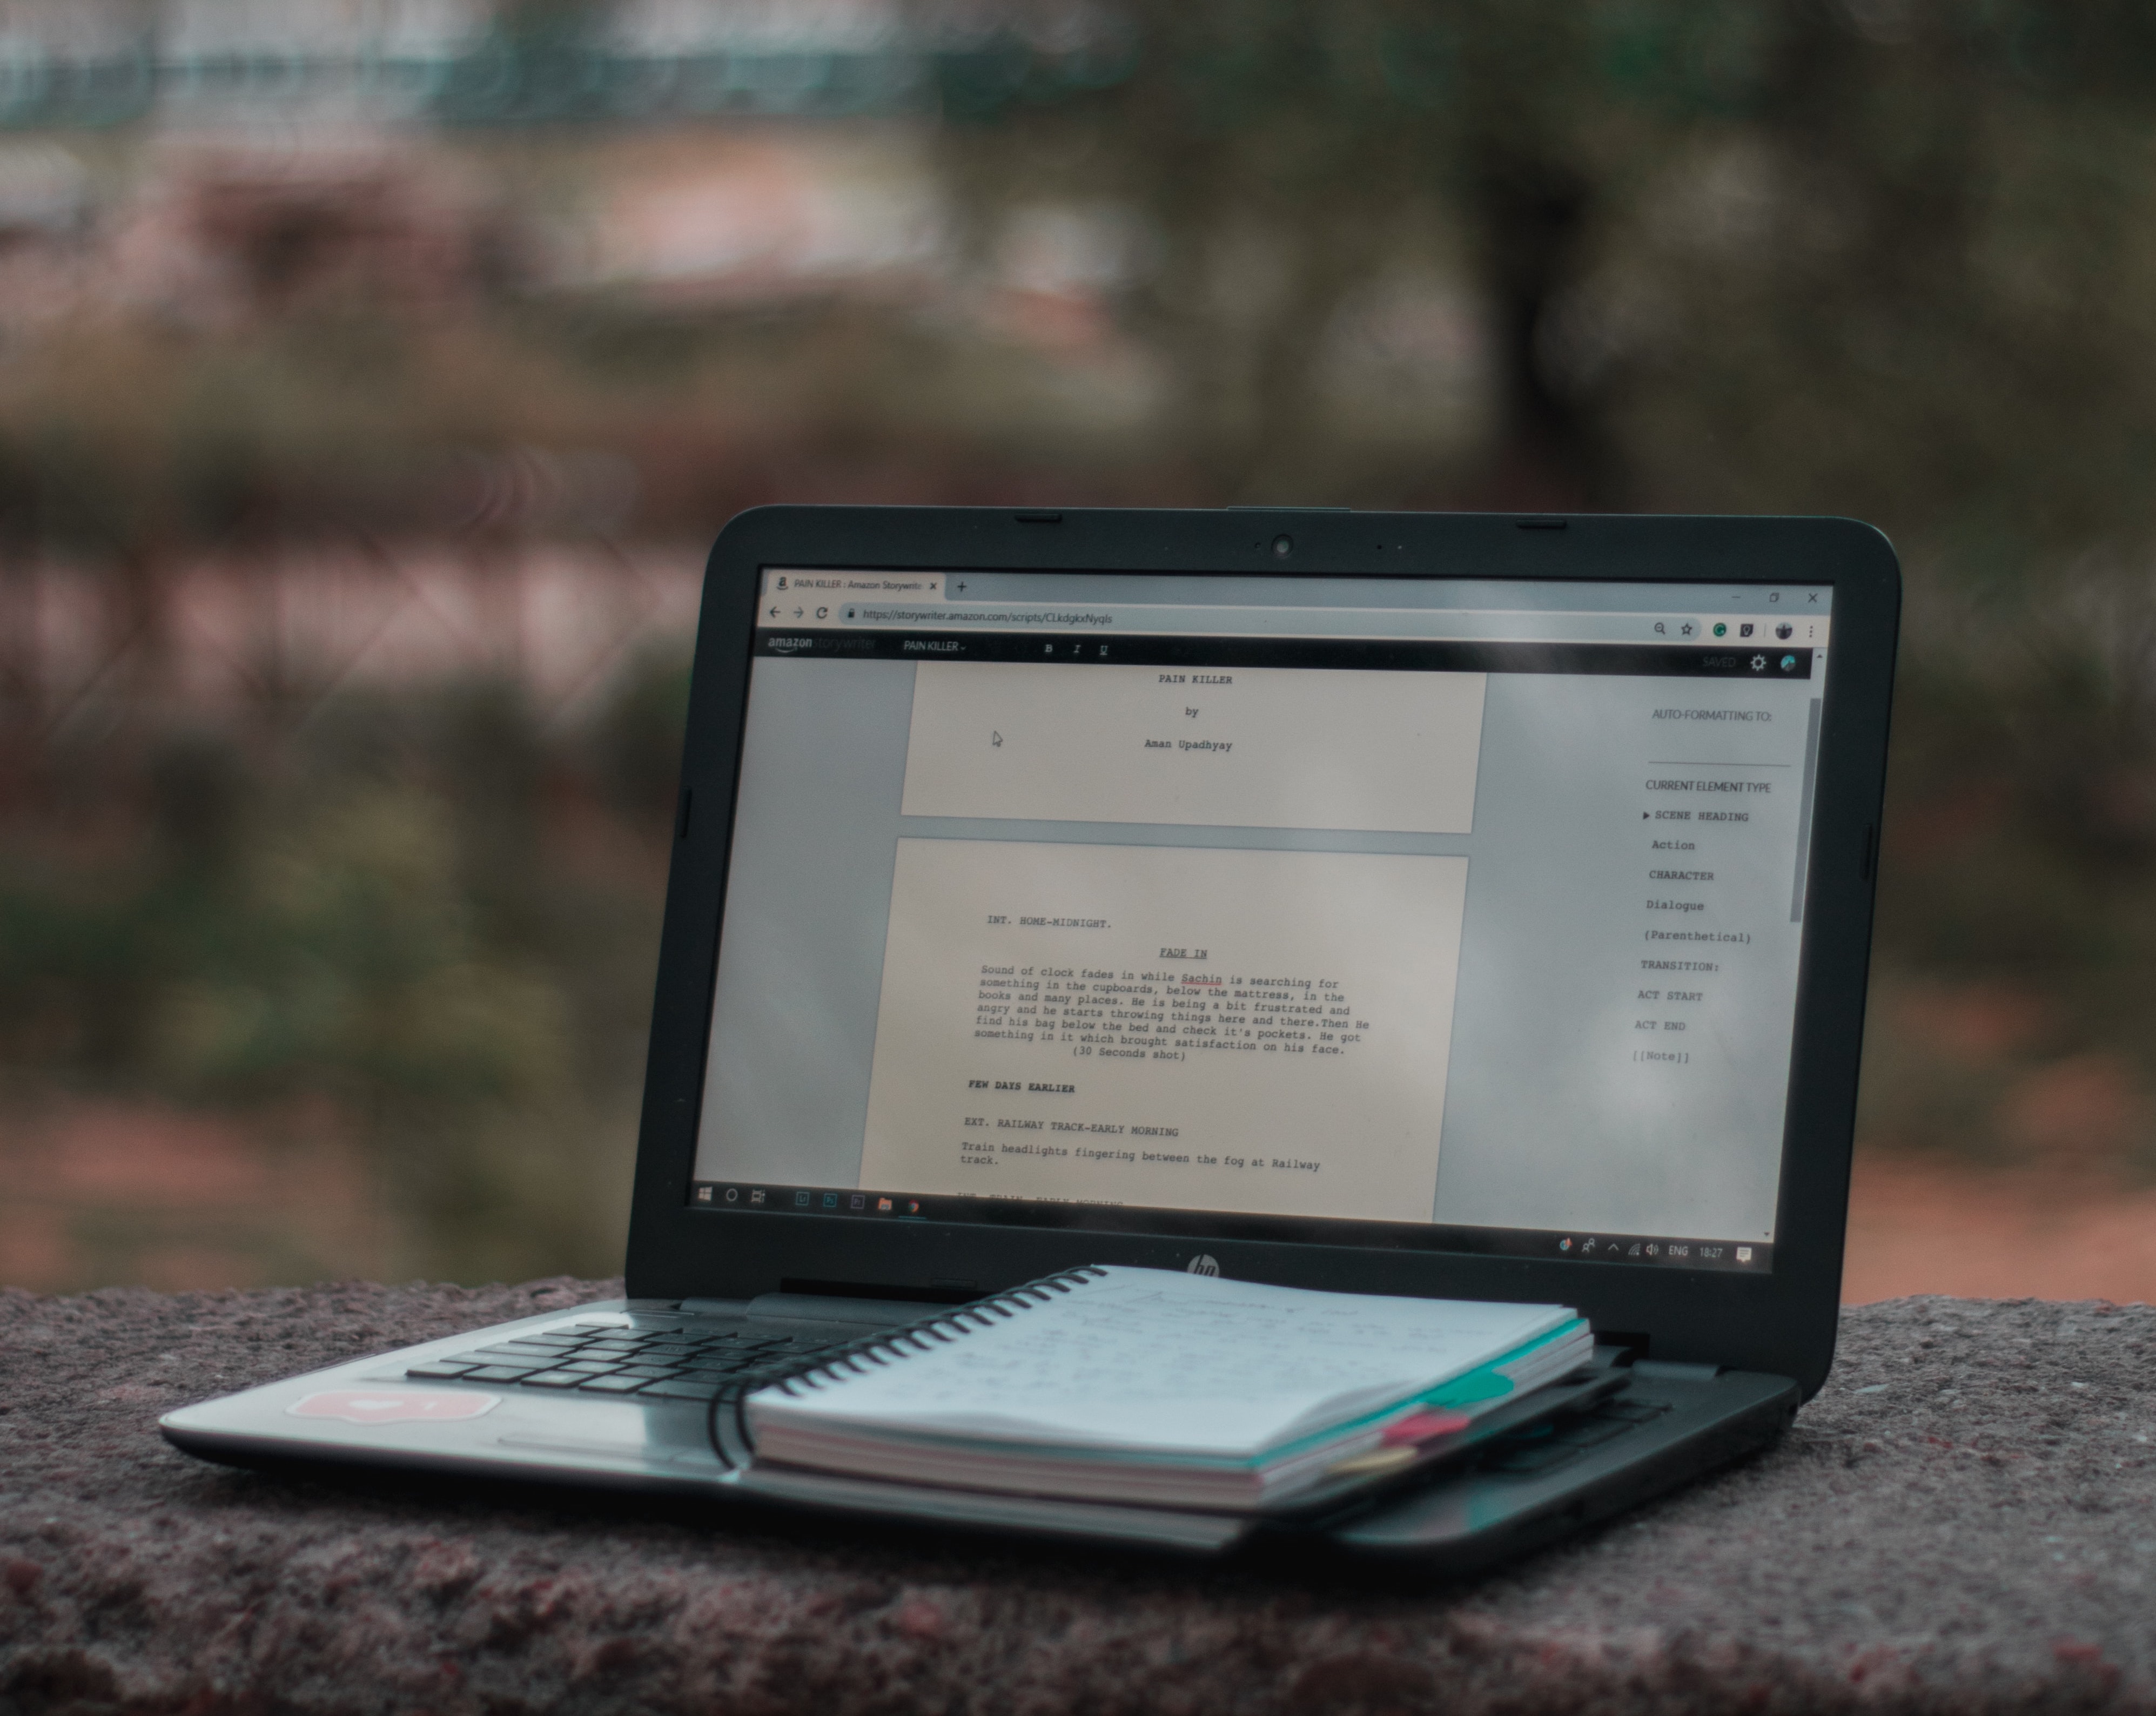 PAIN KILLER : Amazon Storywrite
https://storywriter.amazon.com/scripts/CLkdgkxNyqls
amazonstorywriter PAIN KILLER B I U SAVED
PAIN KILLER
by
Aman Upadhyay
INT. HOME-MIDNIGHT.
FADE IN
Sound of clock fades in while Sachin is searching for
something in the cupboards, below the mattress, in the
books and many places. He is being a bit frustrated and
angry and he starts throwing things here and there.Then He
find his bag below the bed and check it's pockets. He got
something in it which brought satisfaction on his face.
(30 Seconds shot)
FEW DAYS EARLIER
EXT. RAILWAY TRACK-EARLY MORNING
Train headlights fingering between the fog at Railway
track.
INT. TRAIN- EARLY MORNING
AUTO-FORMATTING TO:
CURRENT ELEMENT TYPE
SCENE HEADING
Action
CHARACTER
Dialogue
(Parenthetical)
TRANSITION:
ACT START
ACT END
[[Note]]
ENG 18:27
hp